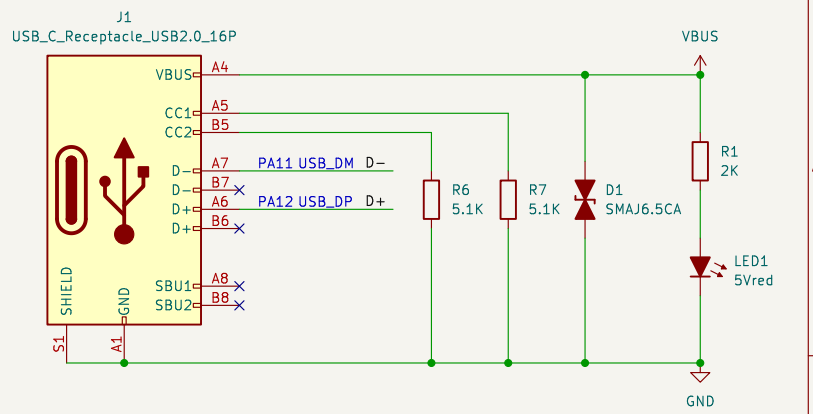 J1
USB_C_Receptacle_USB2.0_16P
VBUS
VBUS A4
CC1 A5
CC2 B5
D- A7 PA11 USB_DM D-
D- B7
D+ A6 PA12 USB_DP D+
D+ B6
R6
5.1K
R7
5.1K
D1
SMAJ6.5CA
R1
2K
LED1
5Vred
SBU1 A8
SBU2 B8
SHIELD
GND
S1
A1
GND